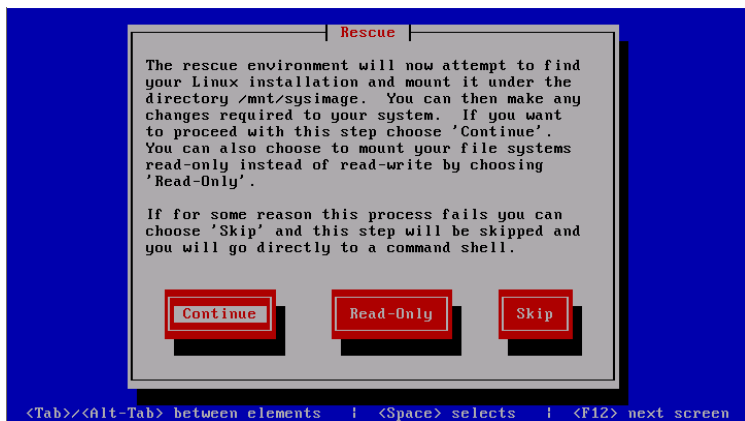 Rescue
The rescue environment will now attempt to find
your Linux installation and mount it under the
directory /mnt/sysimage.  You can then make any
changes required to your system.  If you want
to proceed with this step choose 'Continue'.
You can also choose to mount your file systems
read-only instead of read-write by choosing
'Read-Only'.
If for some reason this process fails you can
choose 'Skip' and this step will be skipped and
you will go directly to a command shell.
Continue Read-Only Skip
<Tab>/<Alt-Tab> between elements   |  <Space> selects   |  <F12> next screen